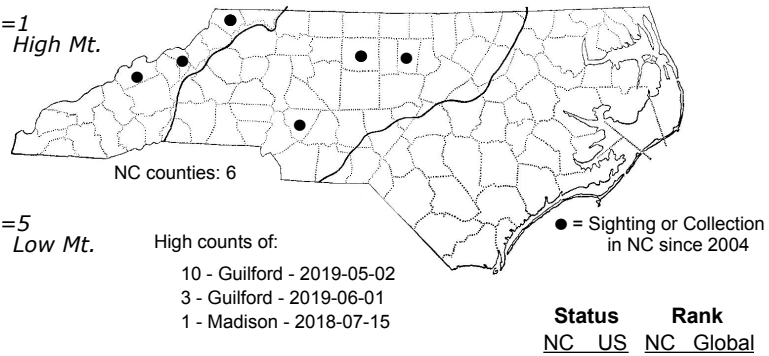 =1
High Mt.
NC counties: 6
=5
Low Mt.
High counts of:
10 - Guilford - 2019-05-02
3 - Guilford - 2019-06-01
1 - Madison - 2018-07-15
● = Sighting or Collection
in NC since 2004
Status Rank
NC US NC Global